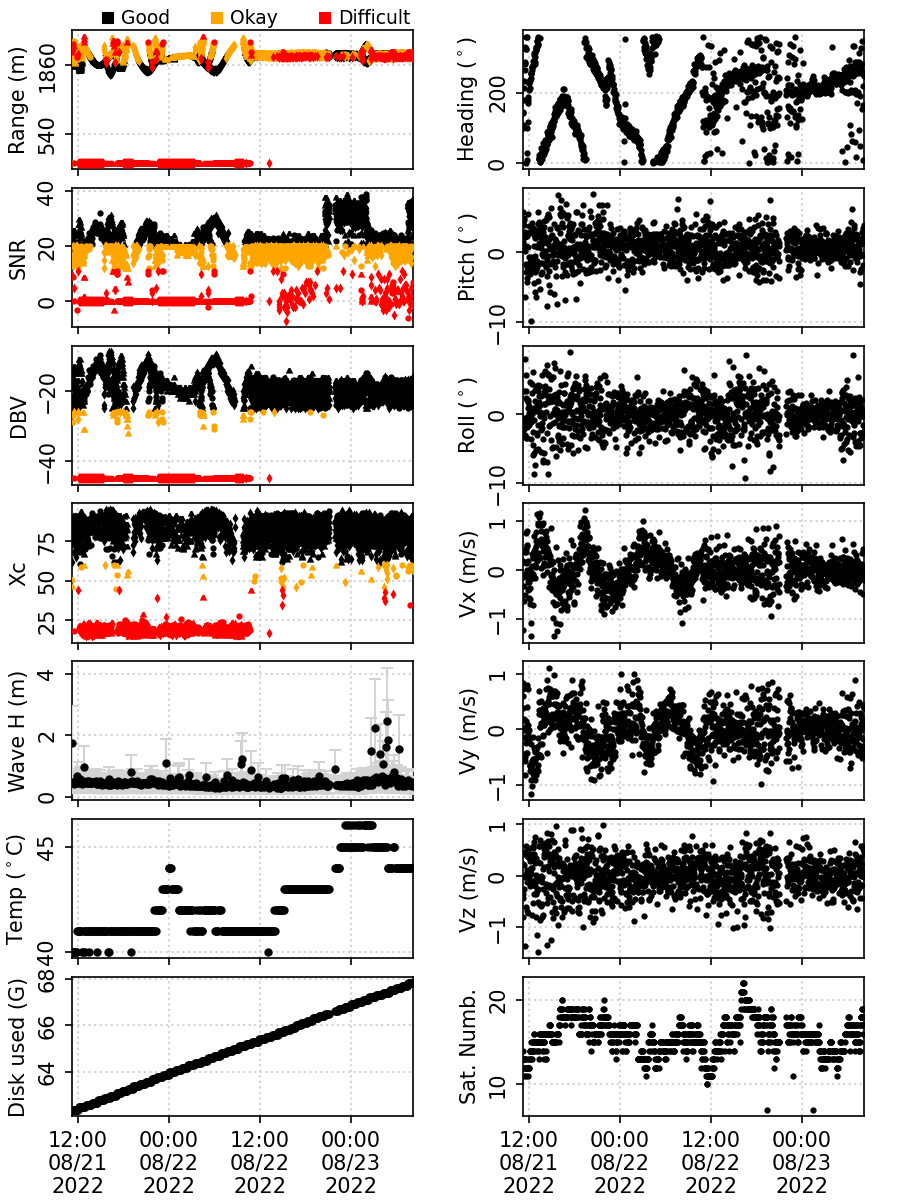 Good Okay Difficult
Range (m)
1860
540
Heading (°)
200
0
SNR
40
20
0
Pitch (°)
0
−10
DBV
−20
−40
Roll (°)
0
−10
Xc
75
50
25
Vx (m/s)
1
0
−1
Wave H (m)
4
2
0
Vy (m/s)
1
0
−1
Temp (°C)
45
40
Vz (m/s)
1
0
−1
Disk used (G)
68
66
64
Sat. Numb.
20
10
12:00 00:00 12:00 00:00
08/21 08/22 08/22 08/23
2022 2022 2022 2022
12:00 00:00 12:00 00:00
08/21 08/22 08/22 08/23
2022 2022 2022 2022